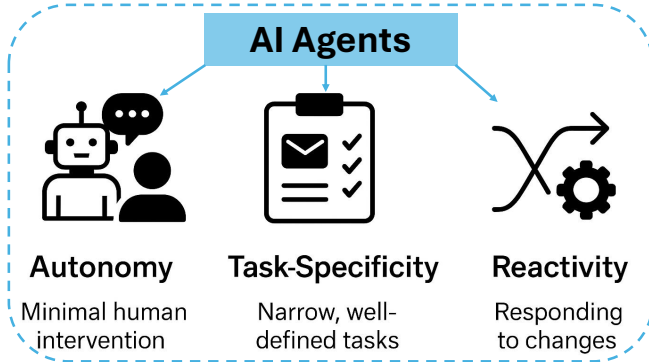 AI Agents
Autonomy
Task-Specificity
Reactivity
Minimal human
intervention
Narrow, well-
defined tasks
Responding
to changes